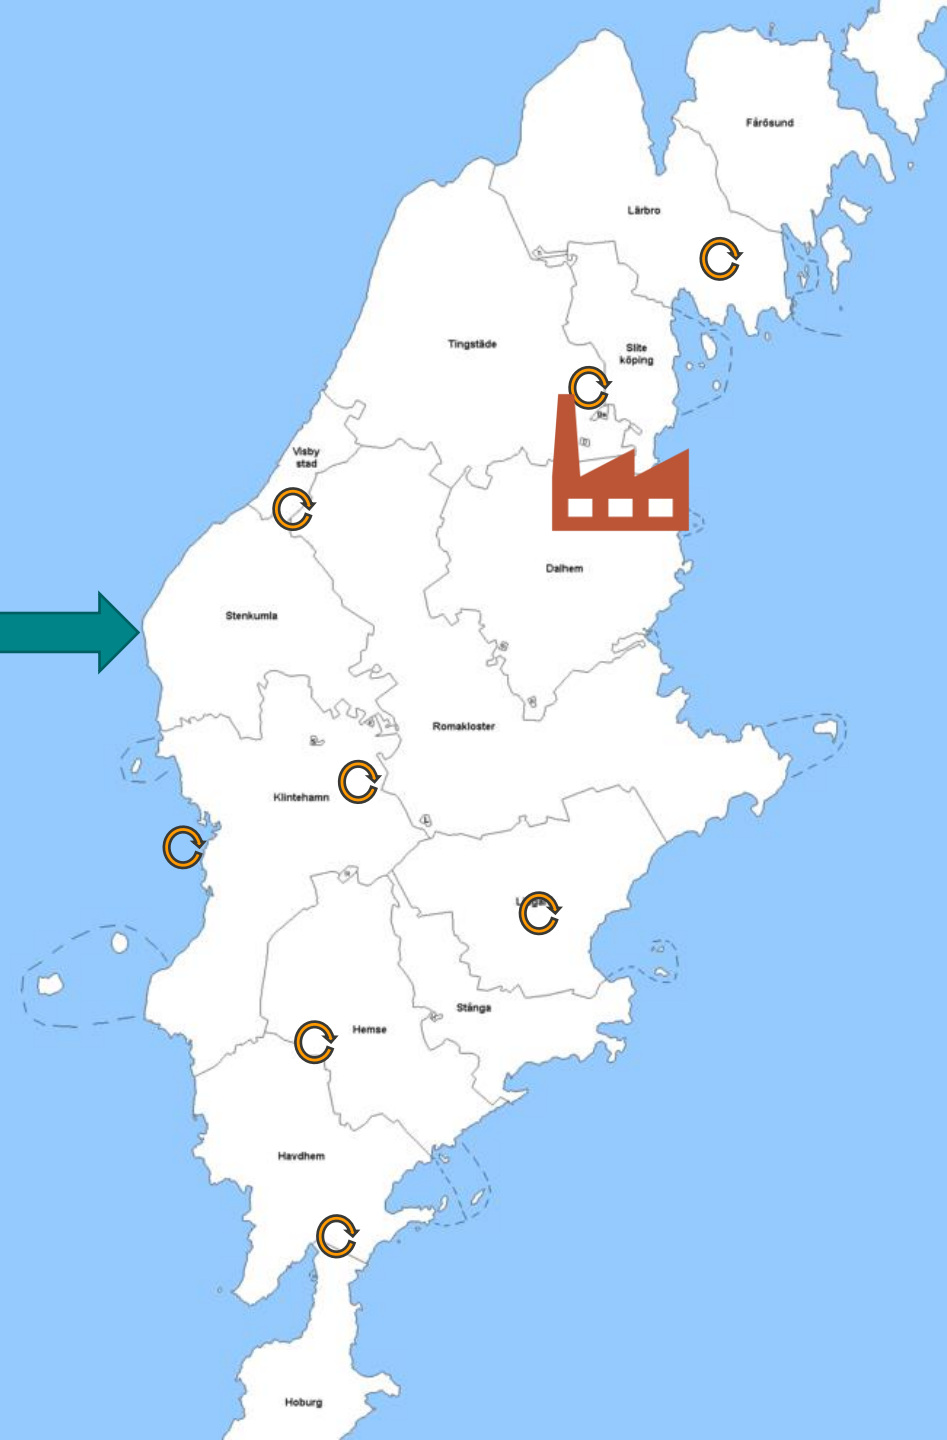 Fårösund
Lärbro
Tingstäde
Slite
köping
Visby
stad
Dalhem
Stenkumla
Romakloster
Klintehamn
Stånga
Hemse
Havdhem
Hoburg